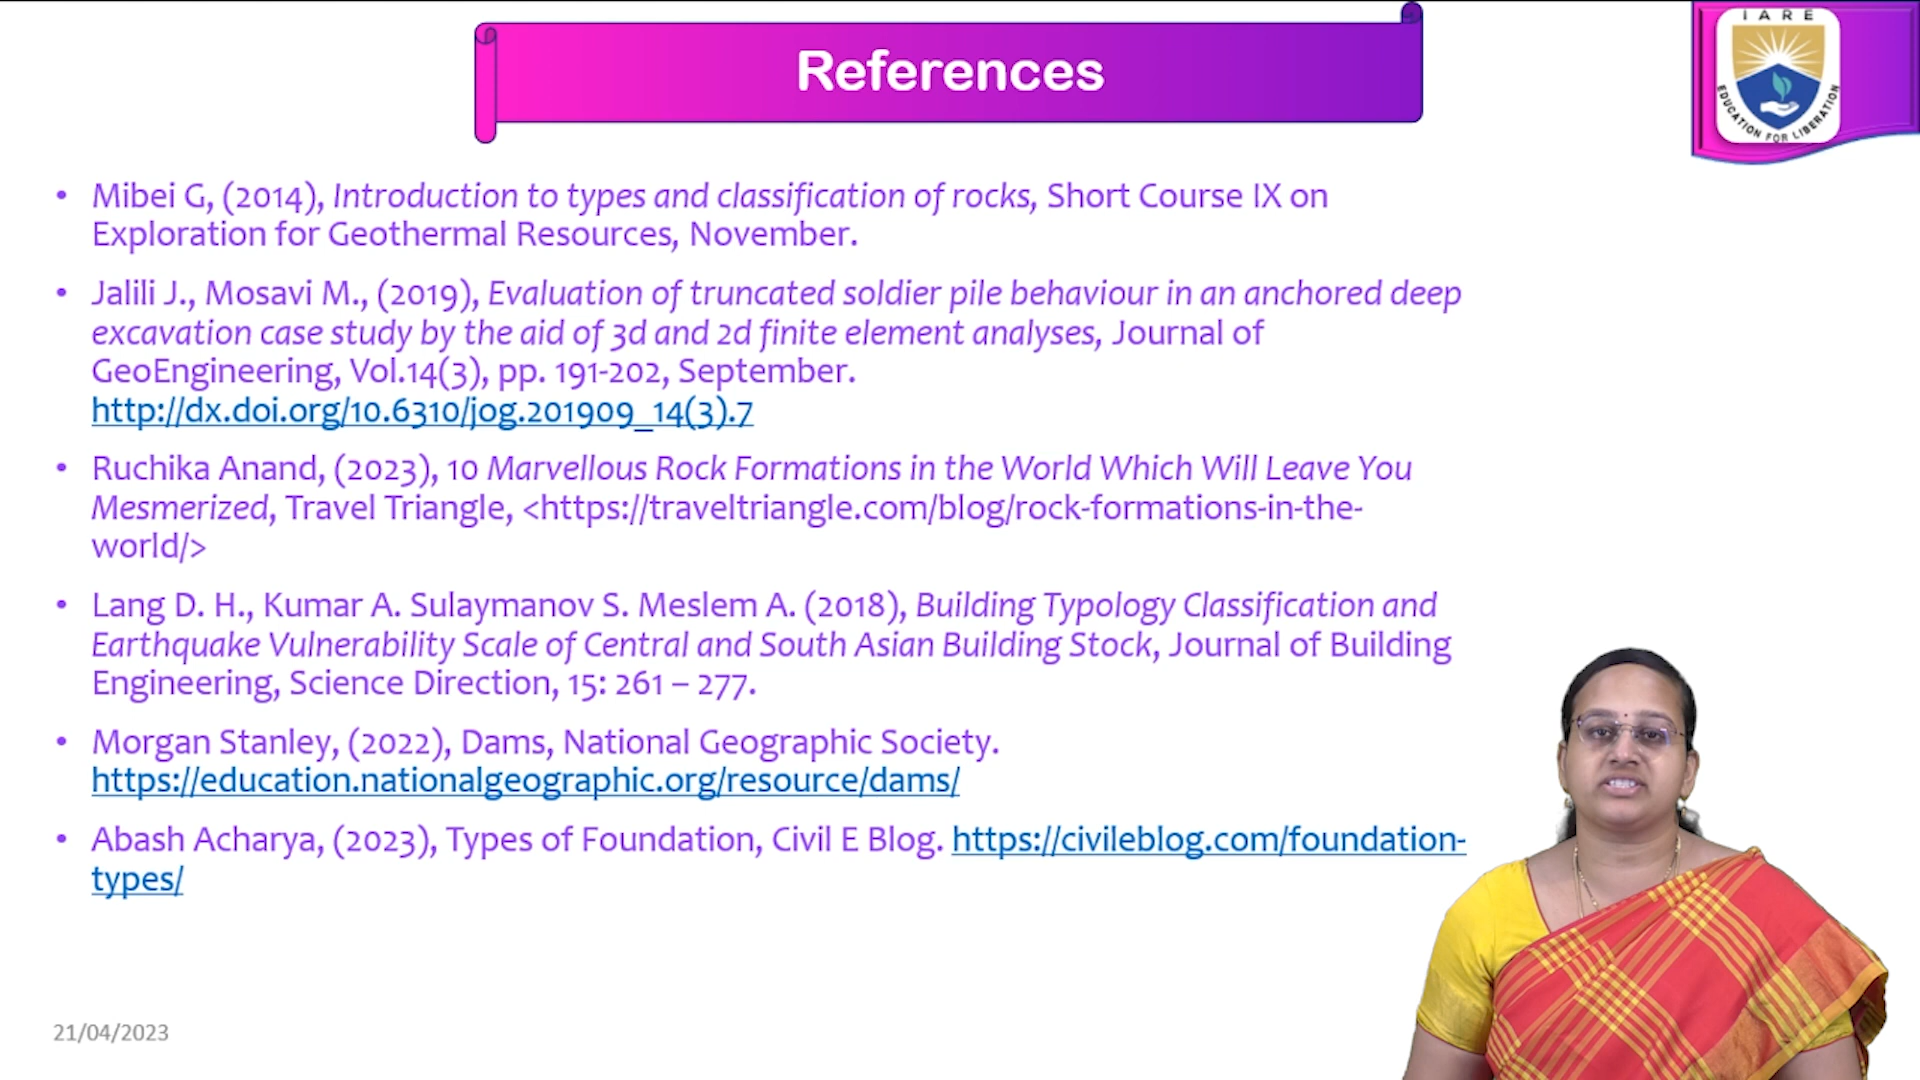 References
IARE
EDUCATION FOR LIBERATION
• Mibei G, (2014), Introduction to types and classification of rocks, Short Course IX on
Exploration for Geothermal Resources, November.
• Jalili J., Mosavi M., (2019), Evaluation of truncated soldier pile behaviour in an anchored deep
excavation case study by the aid of 3d and 2d finite element analyses, Journal of
GeoEngineering, Vol.14(3), pp. 191-202, September.
http://dx.doi.org/10.6310/jog.201909_14(3).7
• Ruchika Anand, (2023), 10 Marvellous Rock Formations in the World Which Will Leave You
Mesmerized, Travel Triangle, <https://traveltriangle.com/blog/rock-formations-in-the-
world/>
• Lang D. H., Kumar A. Sulaymanov S. Meslem A. (2018), Building Typology Classification and
Earthquake Vulnerability Scale of Central and South Asian Building Stock, Journal of Building
Engineering, Science Direction, 15: 261 – 277.
• Morgan Stanley, (2022), Dams, National Geographic Society.
https://education.nationalgeographic.org/resource/dams/
• Abash Acharya, (2023), Types of Foundation, Civil E Blog. https://civileblog.com/foundation-
types/
21/04/2023